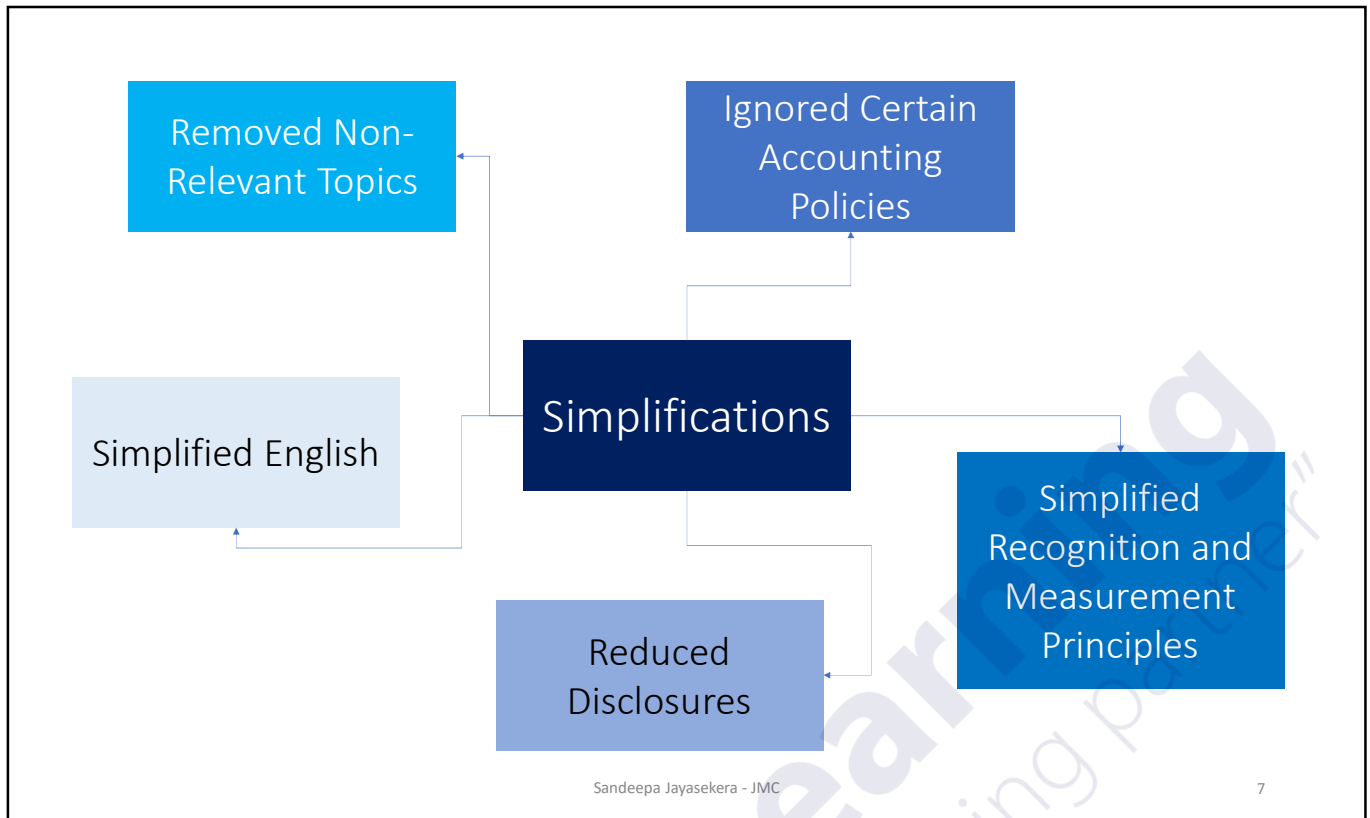 Removed Non-
Relevant Topics
Ignored Certain
Accounting
Policies
Simplifications
Simplified English
Simplified
Recognition and
Measurement
Principles
Reduced
Disclosures
Sandeepa Jayasekera - JMC
7